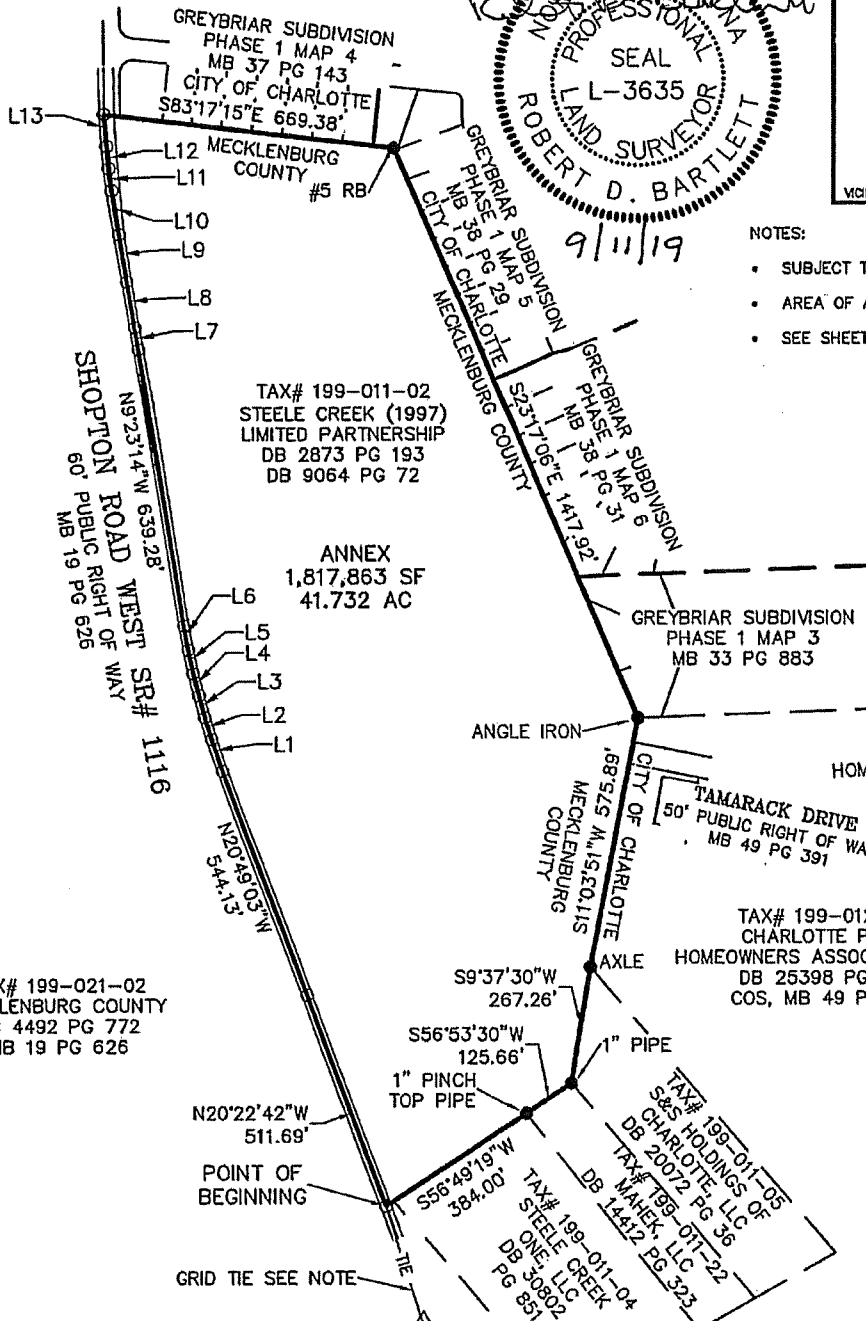 GREYBRIAR SUBDIVISION
PHASE 1 MAP 4
MB 37 PG 143
CITY OF CHARLOTTE
S83°17'15"E 669.38'
MECKLENBURG
COUNTY
#5 RB
L13
L12
L11
L10
L9
L8
L7
PROFESSIONAL
SEAL
L-3635
LAND SURVEYOR
ROBERT D. BARTLETT
9/11/19
NOTES:
• SUBJECT T
• AREA OF A
• SEE SHEET
GREYBRIAR SUBDIVISION
PHASE 1 MAP 5
MB 38 PG 29
CITY OF CHARLOTTE
MECKLENBURG COUNTY
S23°17'06"E 1417.92'
GREYBRIAR SUBDIVISION
PHASE 1 MAP 6
MB 38 PG 31
TAX# 199-011-02
STEELE CREEK (1997)
LIMITED PARTNERSHIP
DB 2873 PG 193
DB 9064 PG 72
ANNEX
1,817,863 SF
41.732 AC
N9°23'14"W 639.28'
SHOPTON ROAD WEST SR# 1116
60' PUBLIC RIGHT OF WAY
MB 19 PG 626
L6
L5
L4
L3
L2
L1
GREYBRIAR SUBDIVISION
PHASE 1 MAP 3
MB 33 PG 883
ANGLE IRON
HOM
CITY OF CHARLOTTE
S11°03'51"W 575.89'
MECKLENBURG
COUNTY
TAMARACK DRIVE
50' PUBLIC RIGHT OF WA
MB 49 PG 391
N20°49'03"W
544.13'
TAX# 199-012
CHARLOTTE P
HOMEOWNERS ASSOC
DB 25398 PG
COS, MB 49 P
AXLE
S9°37'30"W
267.26'
S56°53'30"W
125.66'
1" PIPE
1" PINCH
TOP PIPE
X# 199-021-02
LENBURG COUNTY
4492 PG 772
MB 19 PG 626
N20°22'42"W
511.69'
POINT OF
BEGINNING
S56°49'19"W
384.00'
TAX# 199-011-05
S&S HOLDINGS OF
CHARLOTTE, LLC
DB 20072 PG 36
TAX# 199-011-22
MAHEK, LLC
DB 14412 PG 323
TAX# 199-011-04
STEELE CREEK
ONE, LLC
DB 30802
PG 851
TIE
GRID TIE SEE NOTE